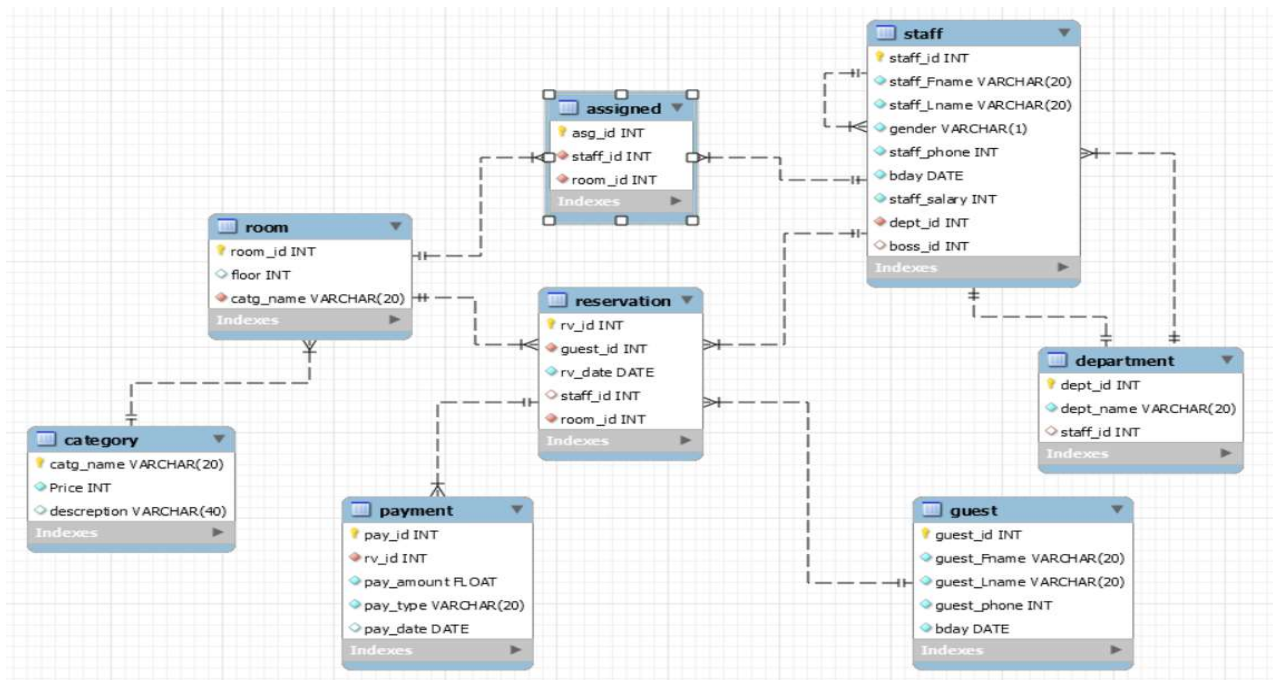 staff
staff_id INT
staff_Fname VARCHAR(20)
staff_Lname VARCHAR(20)
gender VARCHAR(1)
staff_phone INT
bday DATE
staff_salary INT
dept_id INT
boss_id INT
Indexes
assigned
asg_id INT
staff_id INT
room_id INT
Indexes
room
room_id INT
floor INT
catg_name VARCHAR(20)
Indexes
reservation
rv_id INT
guest_id INT
rv_date DATE
staff_id INT
room_id INT
Indexes
department
dept_id INT
dept_name VARCHAR(20)
staff_id INT
Indexes
category
catg_name VARCHAR(20)
Price INT
descreption VARCHAR(40)
Indexes
payment
pay_id INT
rv_id INT
pay_amount FLOAT
pay_type VARCHAR(20)
pay_date DATE
Indexes
guest
guest_id INT
guest_Fname VARCHAR(20)
guest_Lname VARCHAR(20)
guest_phone INT
bday DATE
Indexes